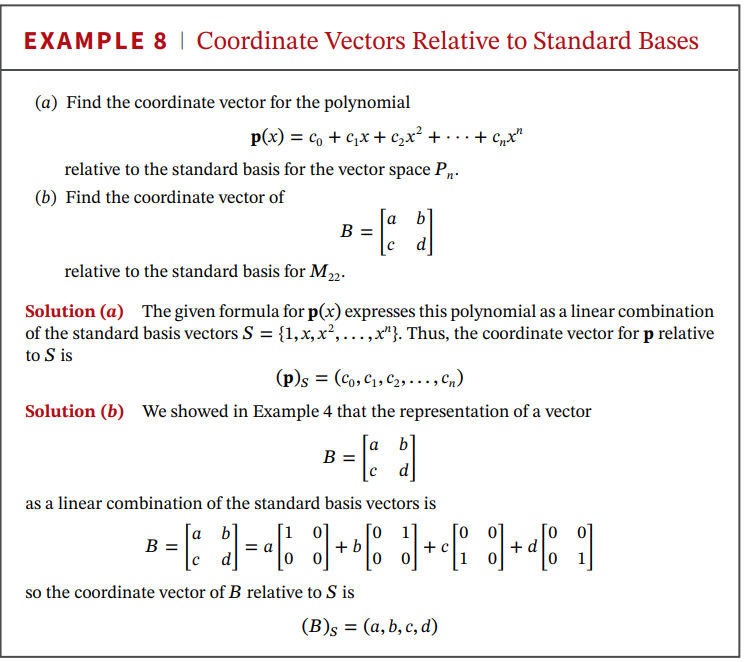 EXAMPLE 8 | Coordinate Vectors Relative to Standard Bases
(a) Find the coordinate vector for the polynomial
p(x) = c₀ + c₁x + c₂x² + · · · + cₙxⁿ
relative to the standard basis for the vector space Pₙ.
(b) Find the coordinate vector of
B = [a b
c d]
relative to the standard basis for M₂₂.
Solution (a) The given formula for p(x) expresses this polynomial as a linear combination
of the standard basis vectors S = {1, x, x², . . . , xⁿ}. Thus, the coordinate vector for p relative
to S is
(p)ₛ = (c₀, c₁, c₂, . . . , cₙ)
Solution (b) We showed in Example 4 that the representation of a vector
B = [a b
c d]
as a linear combination of the standard basis vectors is
B = [a b] = a [1 0] + b [0 1] + c [0 0] + d [0 0]
[c d] [0 0] [0 0] [1 0] [0 1]
so the coordinate vector of B relative to S is
(B)ₛ = (a, b, c, d)